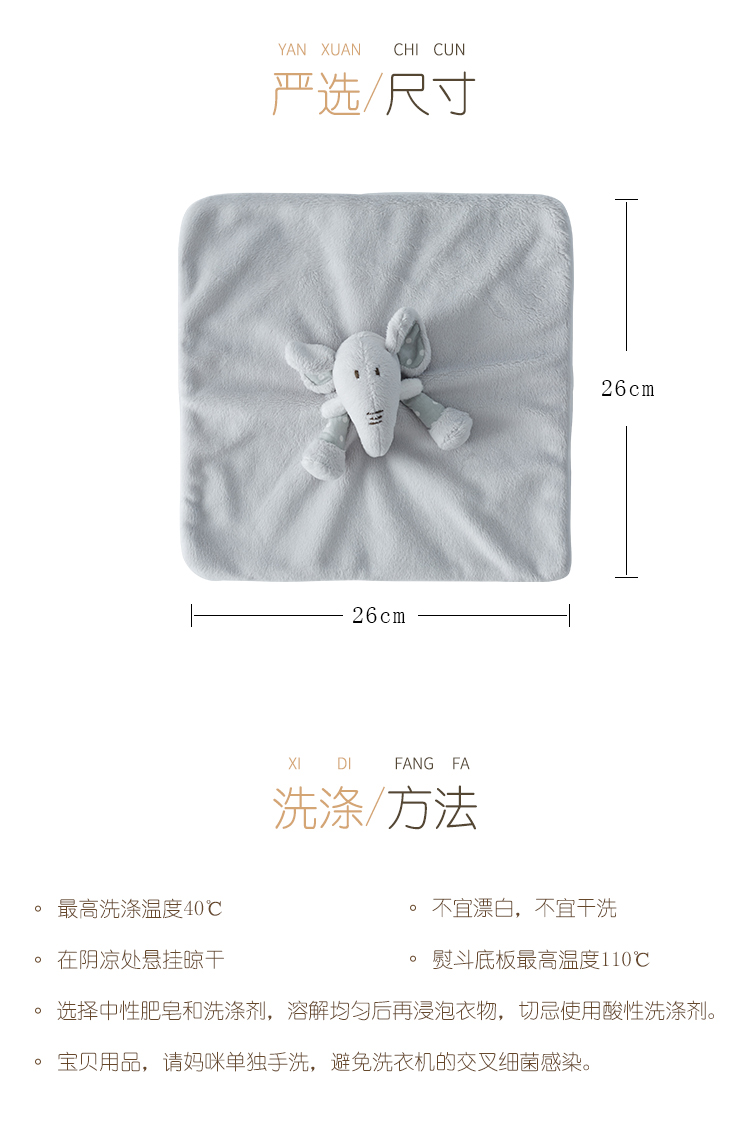 YAN XUAN CHI CUN
严选/尺寸
26cm
26cm
XI DI FANG FA
洗涤/方法
最高洗涤温度40℃
不宜漂白，不宜干洗
在阴凉处悬挂晾干
熨斗底板最高温度110℃
选择中性肥皂和洗涤剂，溶解均匀后再浸泡衣物，切忌使用酸性洗涤剂。
宝贝用品，请妈咪单独手洗，避免洗衣机的交叉细菌感染。